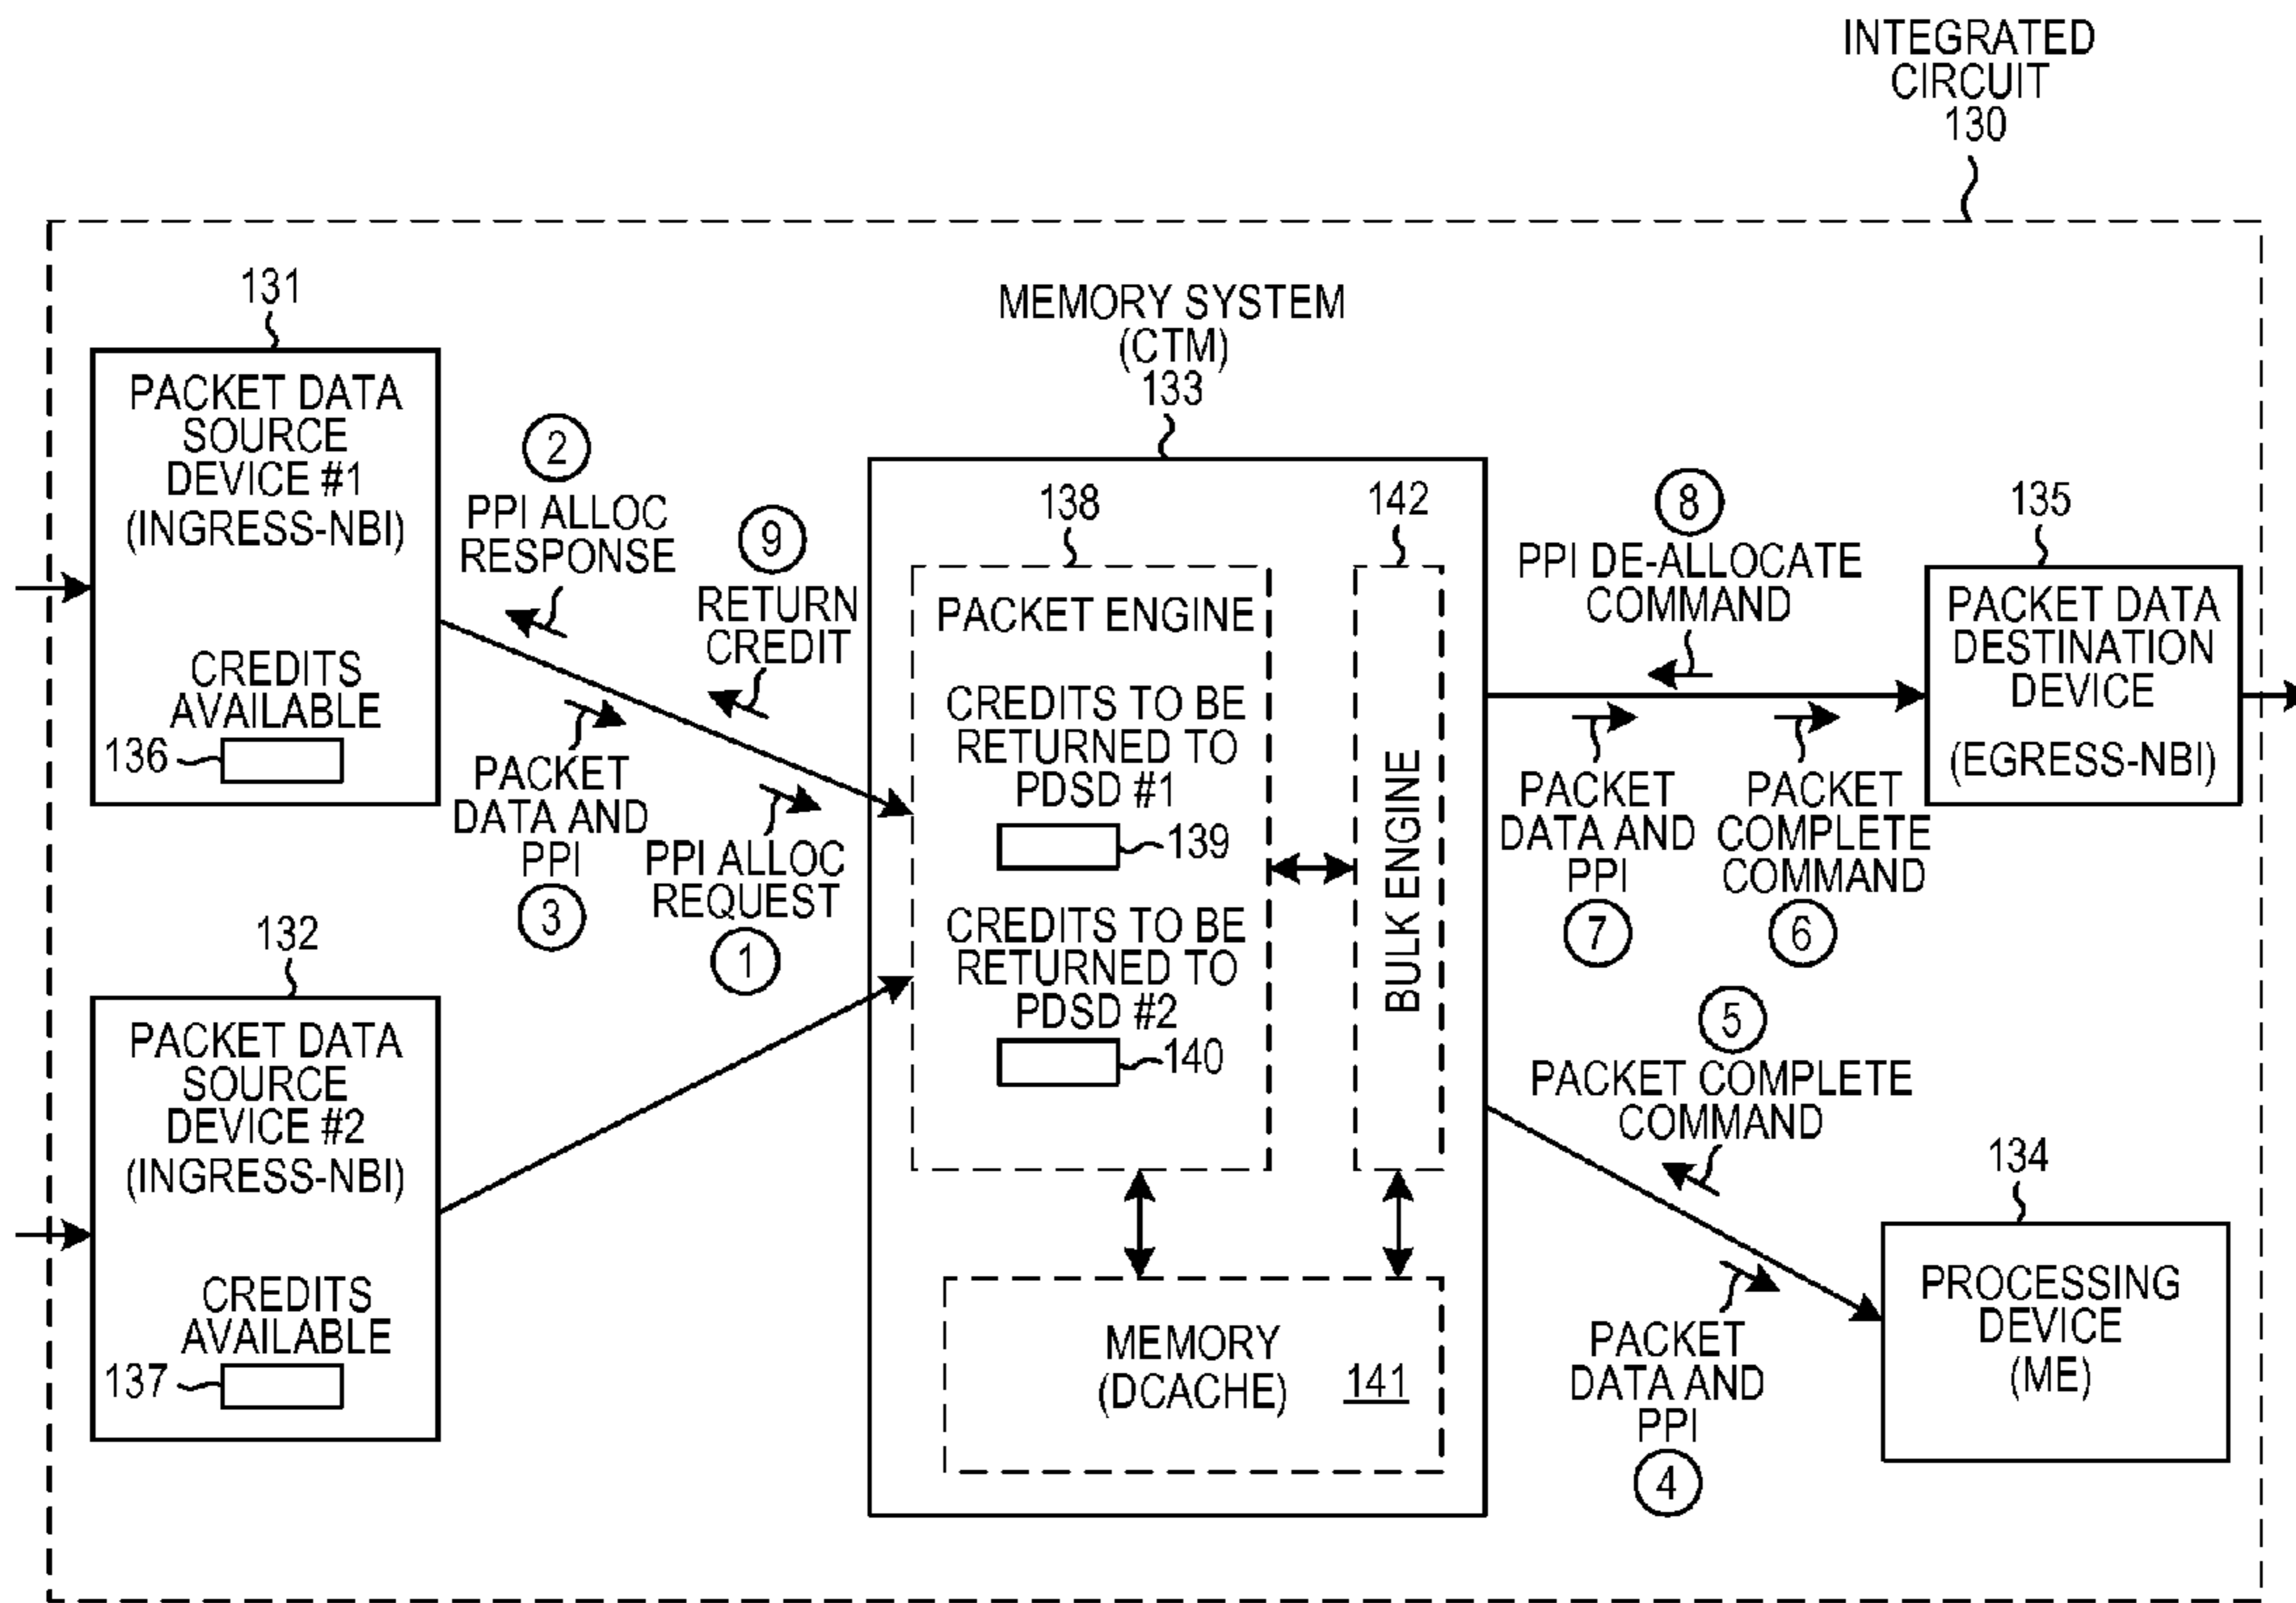 INTEGRATED
CIRCUIT
130
131
PACKET DATA
SOURCE
DEVICE #1
(INGRESS-NBI)
CREDITS
AVAILABLE
136
2
PPI ALLOC
RESPONSE
9
RETURN
CREDIT
PACKET
DATA AND
PPI
3
PPI ALLOC
REQUEST
1
132
PACKET DATA
SOURCE
DEVICE #2
(INGRESS-NBI)
CREDITS
AVAILABLE
137
MEMORY SYSTEM
(CTM)
133
138
PACKET ENGINE
CREDITS TO BE
RETURNED TO
PDSD #1
139
CREDITS TO BE
RETURNED TO
PDSD #2
140
142
BULK ENGINE
MEMORY
(DCACHE)
141
8
PPI DE-ALLOCATE
COMMAND
PACKET
DATA AND
PPI
7
PACKET
COMPLETE
COMMAND
6
135
PACKET DATA
DESTINATION
DEVICE
(EGRESS-NBI)
5
PACKET COMPLETE
COMMAND
PACKET
DATA AND
PPI
4
134
PROCESSING
DEVICE
(ME)